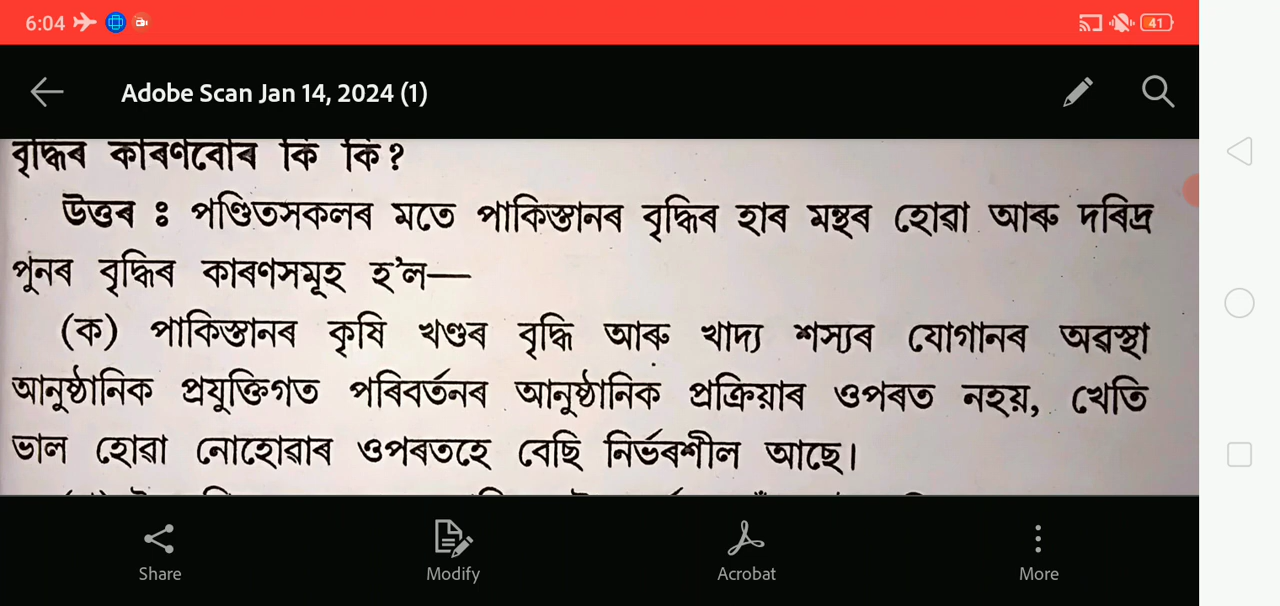 6:04
41
Adobe Scan Jan 14, 2024 (1)
বৃদ্ধিৰ কাৰণবোৰ কি কি?
উত্তৰ ঃ পণ্ডিতসকলৰ মতে পাকিস্তানৰ বৃদ্ধিৰ হাৰ মন্থৰ হোৱা আৰু দৰিদ্ৰ
পুনৰ বৃদ্ধিৰ কাৰণসমূহ হ’ল—
(ক) পাকিস্তানৰ কৃষি খণ্ডৰ বৃদ্ধি আৰু খাদ্য শস্যৰ যোগানৰ অৱস্থা
আনুষ্ঠানিক প্ৰযুক্তিগত পৰিবৰ্তনৰ আনুষ্ঠানিক প্ৰক্ৰিয়াৰ ওপৰত নহয়, খেতি
ভাল হোৱা নোহোৱাৰ ওপৰতহে বেছি নিৰ্ভৰশীল আছে।
Share Modify Acrobat More